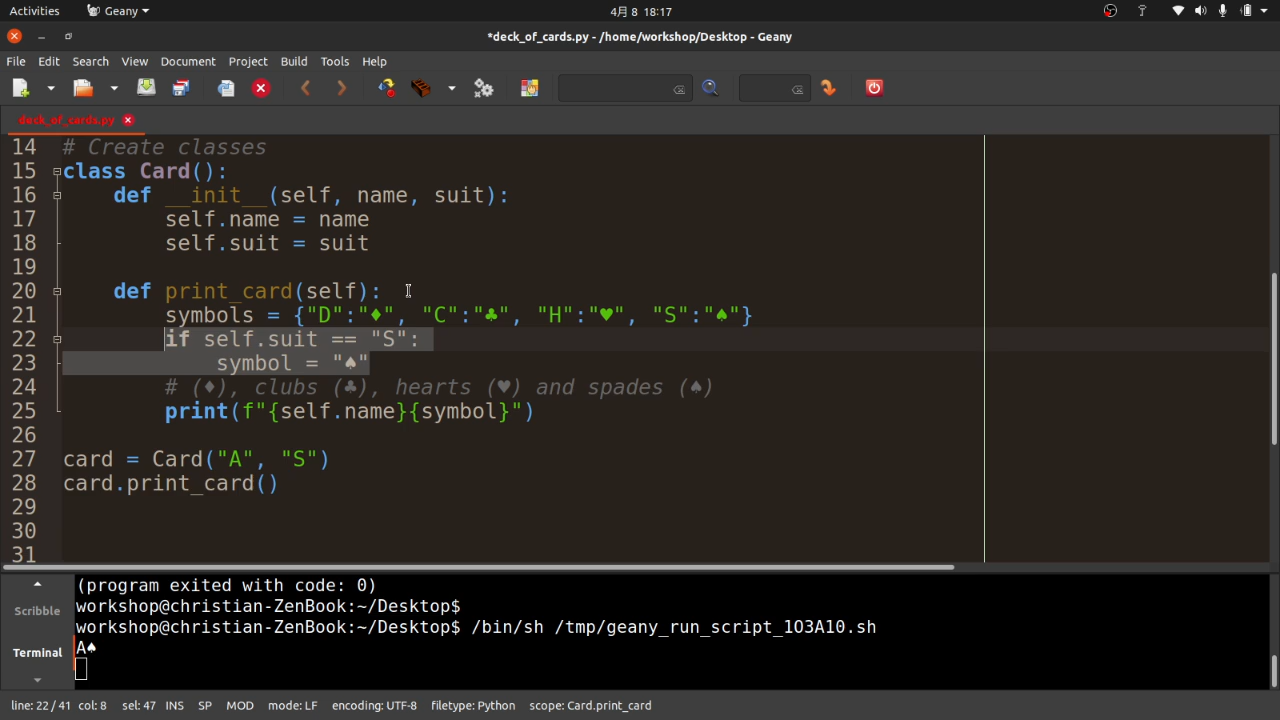 Activities
Geany
4月 8 18:17
*deck_of_cards.py - /home/workshop/Desktop - Geany
File Edit Search View Document Project Build Tools Help
deck_of_cards.py
14 # Create classes
15 class Card():
16     def __init__(self, name, suit):
17         self.name = name
18         self.suit = suit
19
20     def print_card(self):
21         symbols = {"D":"♦", "C":"♣", "H":"♥", "S":"♠"}
22         if self.suit == "S":
23             symbol = "♠"
24         # (♦), clubs (♣), hearts (♥) and spades (♠)
25         print(f"{self.name}{symbol}")
26
27 card = Card("A", "S")
28 card.print_card()
29
30
31
Scribble
Terminal
(program exited with code: 0)
workshop@christian-ZenBook:~/Desktop$
workshop@christian-ZenBook:~/Desktop$ /bin/sh /tmp/geany_run_script_1O3A10.sh
A♠
line: 22 / 41 col: 8 sel: 47 INS SP MOD mode: LF encoding: UTF-8 filetype: Python scope: Card.print_card